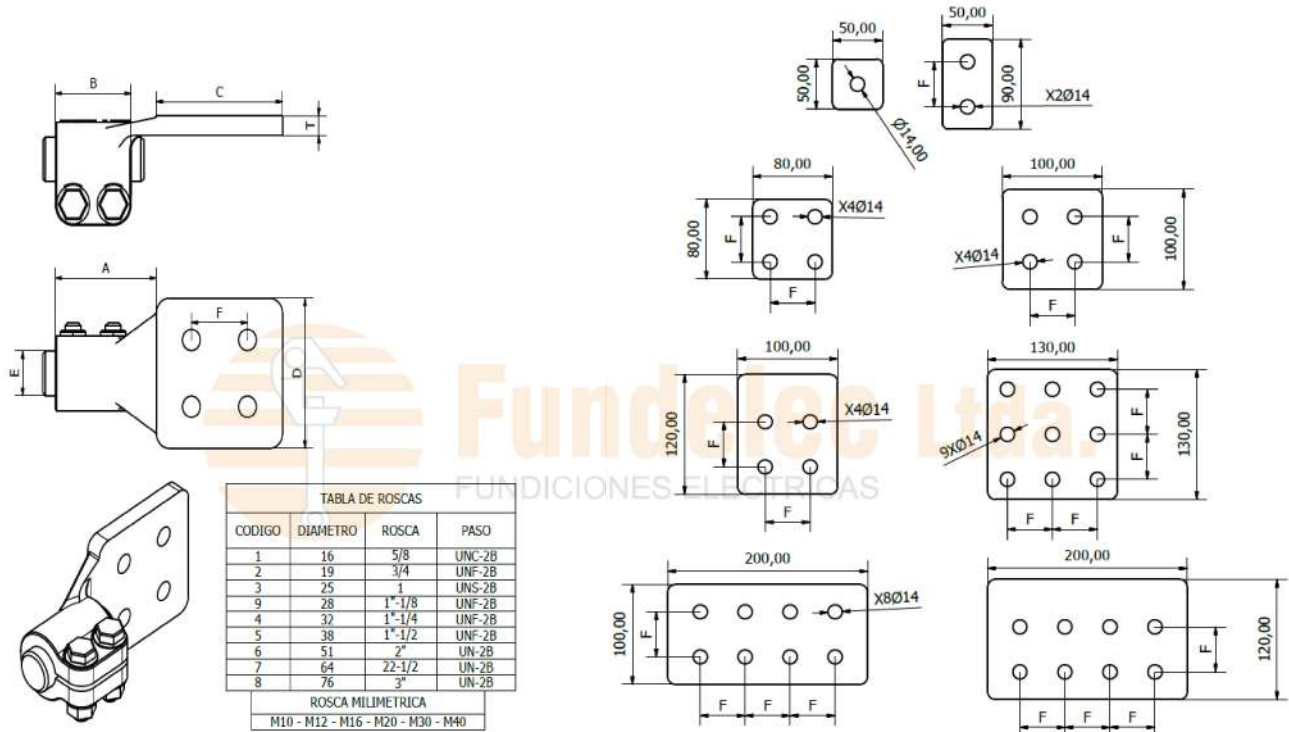 B
C
T
A
F
E
D
TABLA DE ROSCAS
CODIGO DIAMETRO ROSCA PASO
1 16 5/8 UNC-2B
2 19 3/4 UNF-2B
3 25 1 UNS-2B
9 28 1"-1/8 UNF-2B
4 32 1"-1/4 UNF-2B
5 38 1"-1/2 UNF-2B
6 51 2" UN-2B
7 64 22-1/2 UN-2B
8 76 3" UN-2B
ROSCA MILIMETRICA
M10 - M12 - M16 - M20 - M30 - M40
Fundelec Ltda.
FUNDICIONES ELECTRICAS
50,00
50,00
Ø14,00
50,00
F
90,00
X2Ø14
80,00
80,00
F
X4Ø14
F
100,00
X4Ø14
F
100,00
F
100,00
120,00
F
X4Ø14
F
130,00
9XØ14
F
F
130,00
F F
200,00
100,00
F
X8Ø14
F F F
200,00
F
120,00
F F F